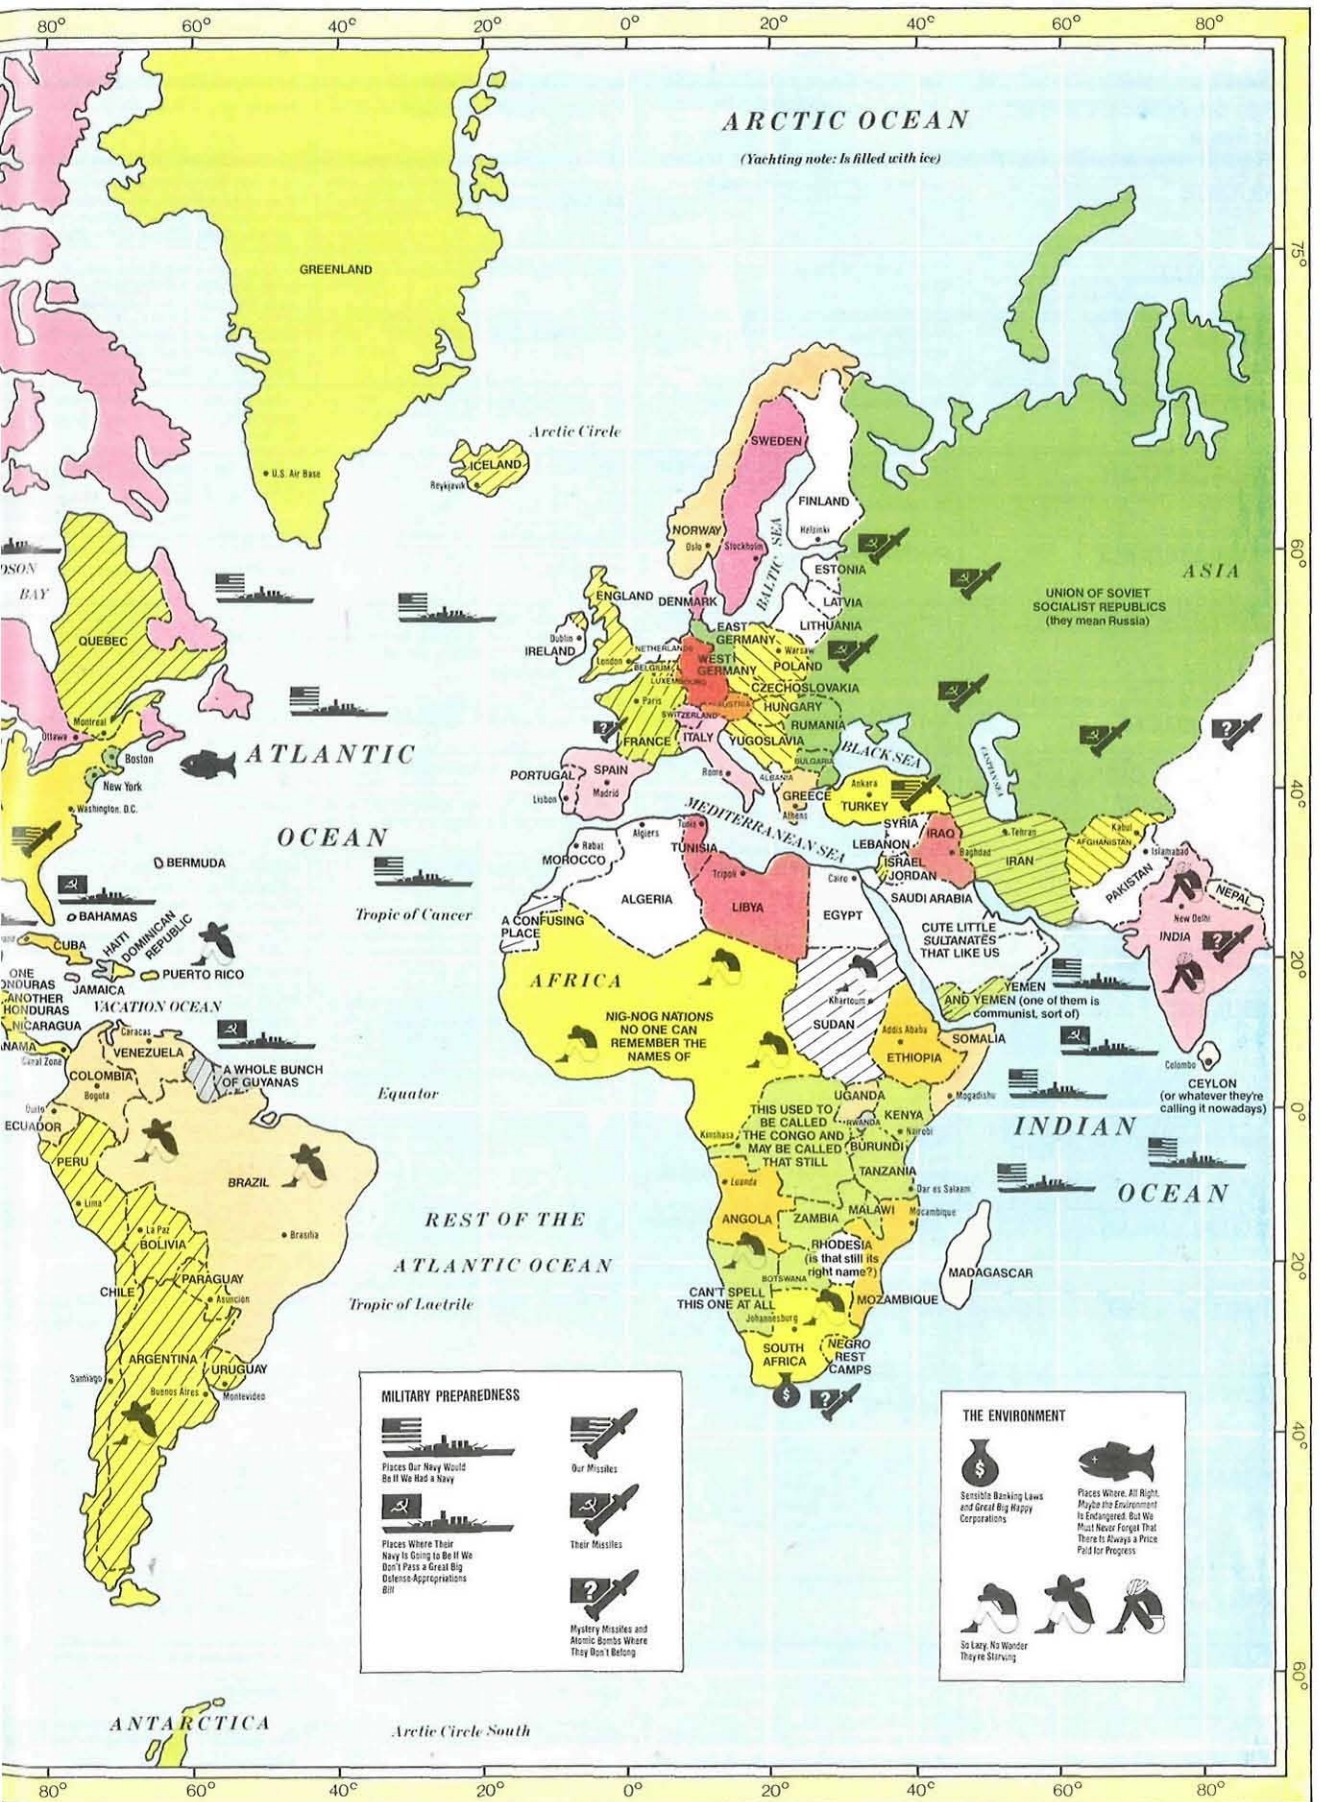 80°
60°
40°
20°
0°
20°
40°
60°
80°
ARCTIC OCEAN
(Yachting note: Is filled with ice)
75°
GREENLAND
Arctic Circle
U.S. Air Base
ICELAND
Reykjavik
SWEDEN
FINLAND
Helsinki
NORWAY
Oslo
Stockholm
BALTIC SEA
60°
ASIA
ESTONIA
LATVIA
LITHUANIA
UNION OF SOVIET
SOCIALIST REPUBLICS
(they mean Russia)
BAY
QUEBEC
Montreal
Ottawa
Boston
New York
Washington, D.C.
ATLANTIC
OCEAN
ENGLAND
DENMARK
Dublin
IRELAND
London
NETHERLANDS
BELGIUM
LUXEMBOURG
EAST
GERMANY
WEST
GERMANY
Warsaw
POLAND
CZECHOSLOVAKIA
Paris
AUSTRIA
HUNGARY
SWITZERLAND
RUMANIA
FRANCE
ITALY
YUGOSLAVIA
BULGARIA
BLACK SEA
CASPIAN SEA
PORTUGAL
SPAIN
Madrid
Lisbon
Rome
ALBANIA
GREECE
Athens
Ankara
TURKEY
40°
MEDITERRANEAN SEA
Algiers
Tunis
Rabat
MOROCCO
TUNISIA
SYRIA
LEBANON
IRAQ
Baghdad
ISRAEL
JORDAN
Tehran
IRAN
Kabul
AFGHANISTAN
Islamabad
PAKISTAN
NEPAL
New Delhi
INDIA
BERMUDA
BAHAMAS
Tropic of Cancer
CUBA
HAITI
DOMINICAN
REPUBLIC
PUERTO RICO
JAMAICA
VACATION OCEAN
ONE
ONDURAS
ANOTHER
HONDURAS
NICARAGUA
NAMA
Canal Zone
A CONFUSING
PLACE
ALGERIA
Tripoli
LIBYA
Cairo
EGYPT
SAUDI ARABIA
CUTE LITTLE
SULTANATES
THAT LIKE US
20°
YEMEN
AND YEMEN (one of them is
communist, sort of)
AFRICA
NIG-NOG NATIONS
NO ONE CAN
REMEMBER THE
NAMES OF
Khartoum
SUDAN
Addis Ababa
ETHIOPIA
SOMALIA
Mogadishu
Colombo
CEYLON
(or whatever they're
calling it nowadays)
Caracas
VENEZUELA
A WHOLE BUNCH
OF GUYANAS
COLOMBIA
Bogota
Equator
0°
Quito
ECUADOR
PERU
Lima
BRAZIL
Brasilia
La Paz
BOLIVIA
PARAGUAY
CHILE
Asunción
ARGENTINA
URUGUAY
Santiago
Buenos Aires
Montevideo
UGANDA
KENYA
RWANDA
Nairobi
THIS USED TO
BE CALLED
THE CONGO AND
MAY BE CALLED
THAT STILL
Kinshasa
BURUNDI
TANZANIA
Dar es Salaam
Luanda
ANGOLA
ZAMBIA
MALAWI
Mocambique
RHODESIA
(is that still its
right name?)
BOTSWANA
CAN'T SPELL
THIS ONE AT ALL
MOZAMBIQUE
MADAGASCAR
Johannesburg
SOUTH
AFRICA
NEGRO
REST
CAMPS
INDIAN
OCEAN
20°
REST OF THE
ATLANTIC OCEAN
Tropic of Laetrile
MILITARY PREPAREDNESS
Places Our Navy Would
Be If We Had a Navy
Places Where Their
Navy Is Going to Be If We
Don't Pass a Great Big
Defense-Appropriations
Bill
Our Missiles
Their Missiles
Mystery Missiles and
Atomic Bombs Where
They Don't Belong
THE ENVIRONMENT
Sensible Banking Laws
and Great Big Happy
Corporations
Places Where, All Right,
Maybe the Environment
Is Endangered, But We
Must Never Forget That
There Is Always a Price
Paid for Progress
So Lazy, No Wonder
They're Starving
40°
60°
ANTARCTICA
Arctic Circle South
80°
60°
40°
20°
0°
20°
40°
60°
80°